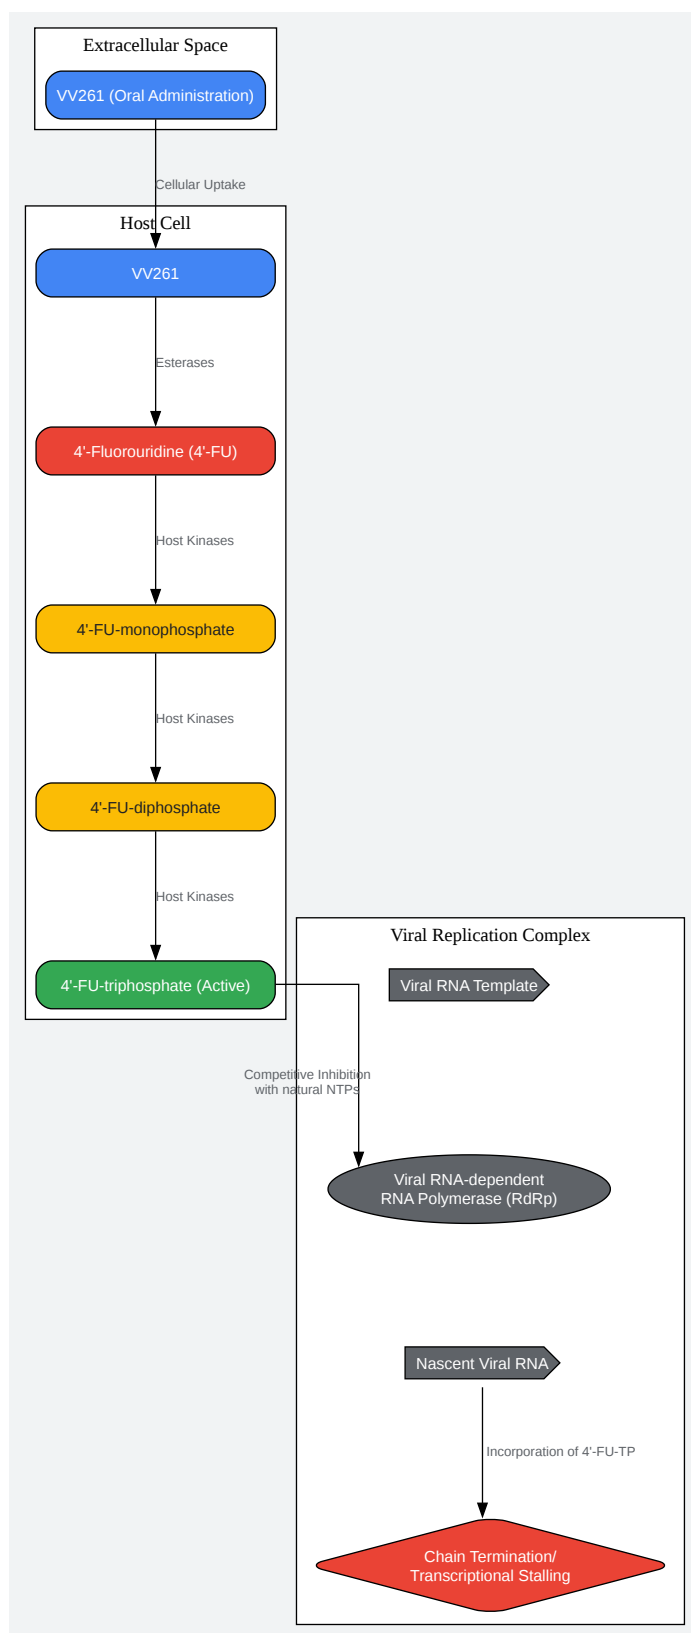 Extracellular Space
VV261 (Oral Administration)
Cellular Uptake
Host Cell
VV261
Esterases
4'-Fluorouridine (4'-FU)
Host Kinases
4'-FU-monophosphate
Host Kinases
4'-FU-diphosphate
Host Kinases
4'-FU-triphosphate (Active)
Viral Replication Complex
Viral RNA Template
Competitive Inhibition
with natural NTPs
Viral RNA-dependent
RNA Polymerase (RdRp)
Nascent Viral RNA
Incorporation of 4'-FU-TP
Chain Termination/
Transcriptional Stalling